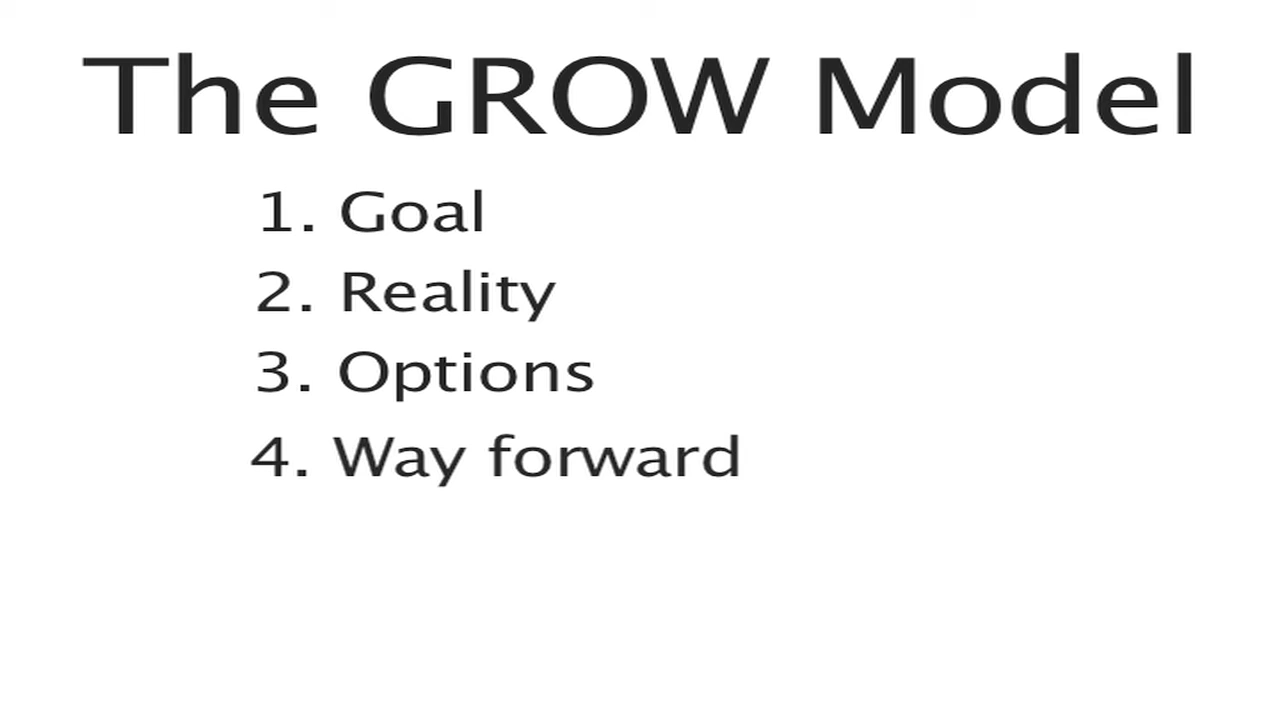 The GROW Model
1. Goal
2. Reality
3. Options
4. Way forward